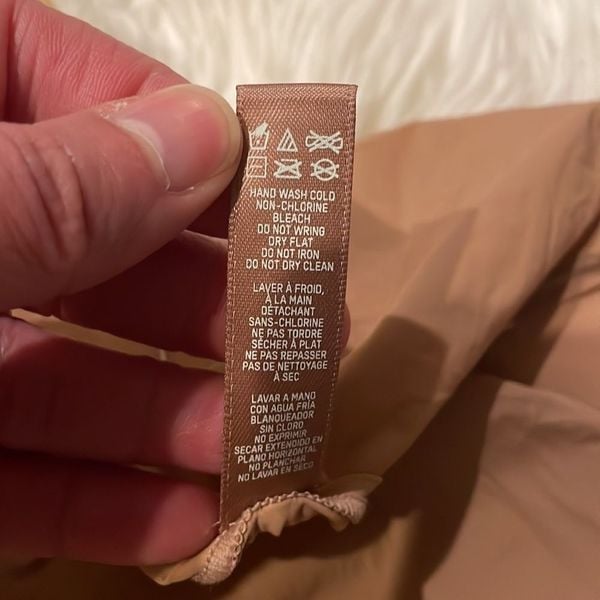 HAND WASH COLD
NON-CHLORINE
BLEACH
DO NOT WRING
DRY FLAT
DO NOT IRON
DO NOT DRY CLEAN
LAVER À FROID,
À LA MAIN
DÉTACHANT
SANS-CHLORINE
NE PAS TORDRE
SÉCHER À PLAT
NE PAS REPASSER
PAS DE NETTOYAGE
À SEC
LAVAR A MANO
CON AGUA FRÍA
BLANQUEADOR
SIN CLORO
NO EXPRIMIR
SECAR EXTENDIDO EN
PLANO HORIZONTAL
NO PLANCHAR
NO LAVAR EN SECO